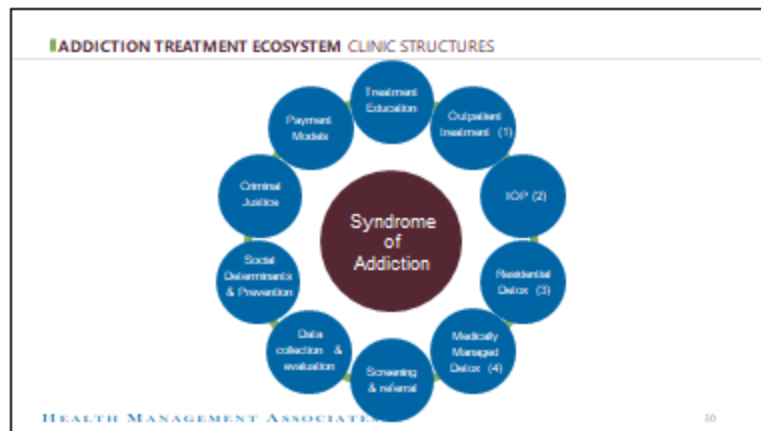 ADDICTION TREATMENT ECOSYSTEM CLINIC STRUCTURES
Treatment
Education
Outpatient
treatment (1)
IOP (2)
Residential
Detox (3)
Medically
Managed
Detox (4)
Screening
& referral
Data
collection &
evaluation
Social
Determinants
& Prevention
Criminal
Justice
Payment
Models
Syndrome
of
Addiction
HEALTH MANAGEMENT ASSOCIATES
30